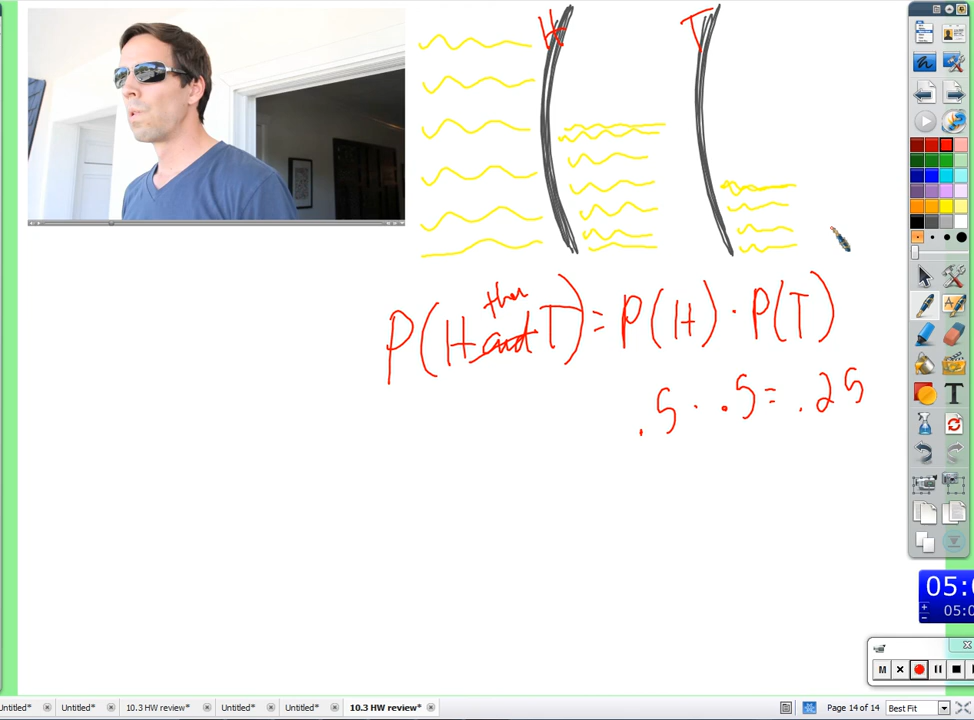 H T
then
P(H and T) = P(H) · P(T)
.5 · .5 = .25
T
A
05:
05:0
M
Untitled* Untitled* 10.3 HW review* Untitled* Untitled* 10.3 HW review* Page 14 of 14 Best Fit